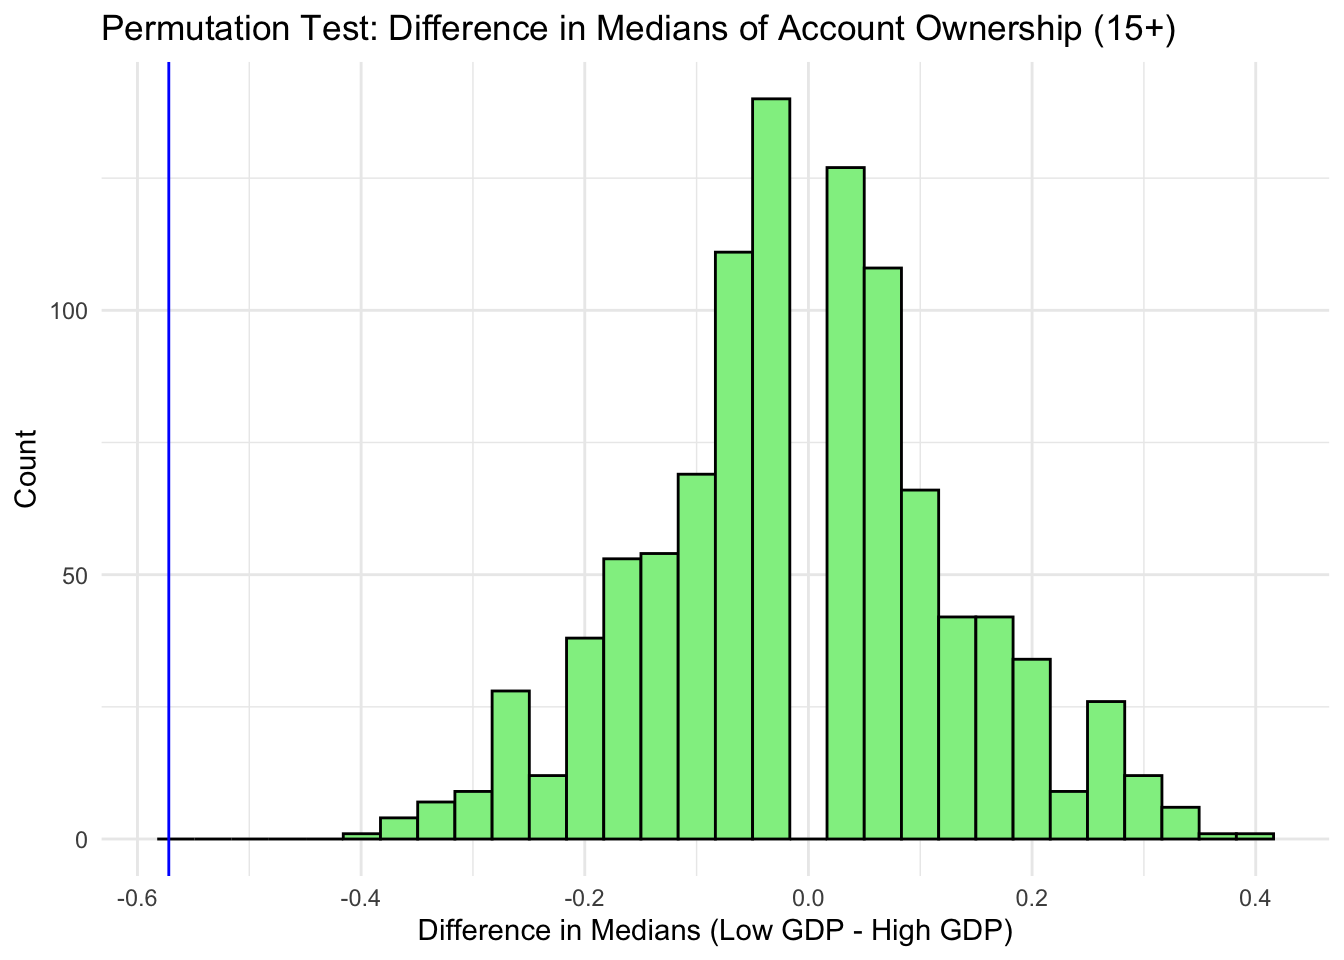 Permutation Test: Difference in Medians of Account Ownership (15+)
Count
100
50
0
-0.6 -0.4 -0.2 0.0 0.2 0.4
Difference in Medians (Low GDP - High GDP)